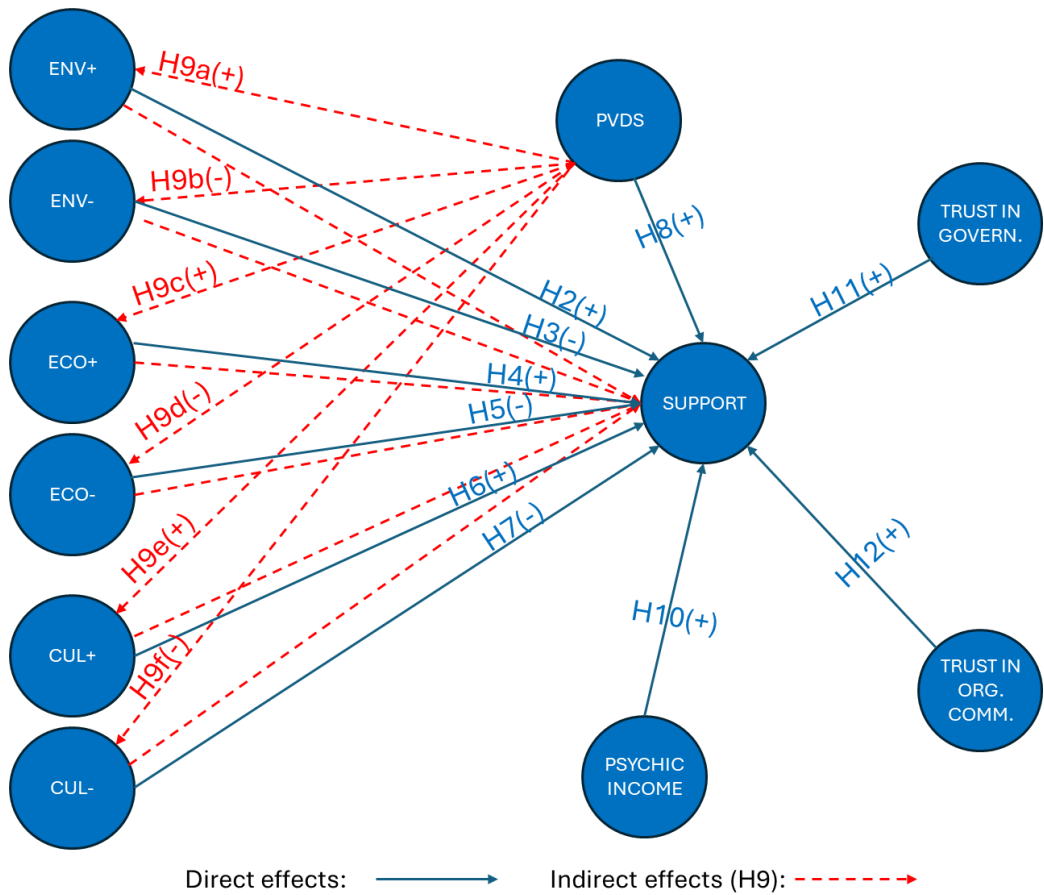 ENV+
H9a(+)
PVDS
ENV-
H9b(-)
TRUST IN
GOVERN.
H8(+)
H9c(+)
H11(+)
H2(+)
H3(-)
ECO+
H4(+)
SUPPORT
H9d(-)
H5(-)
ECO-
H6(+)
H7(-)
H9e(+)
H12(+)
H10(+)
CUL+
H9f(-)
TRUST IN
ORG.
COMM.
CUL-
PSYCHIC
INCOME
Direct effects:
Indirect effects (H9):